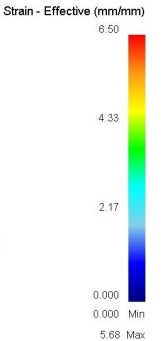 Strain - Effective (mm/mm)
6.50
4.33
2.17
0.000
0.000 Min
5.68 Max